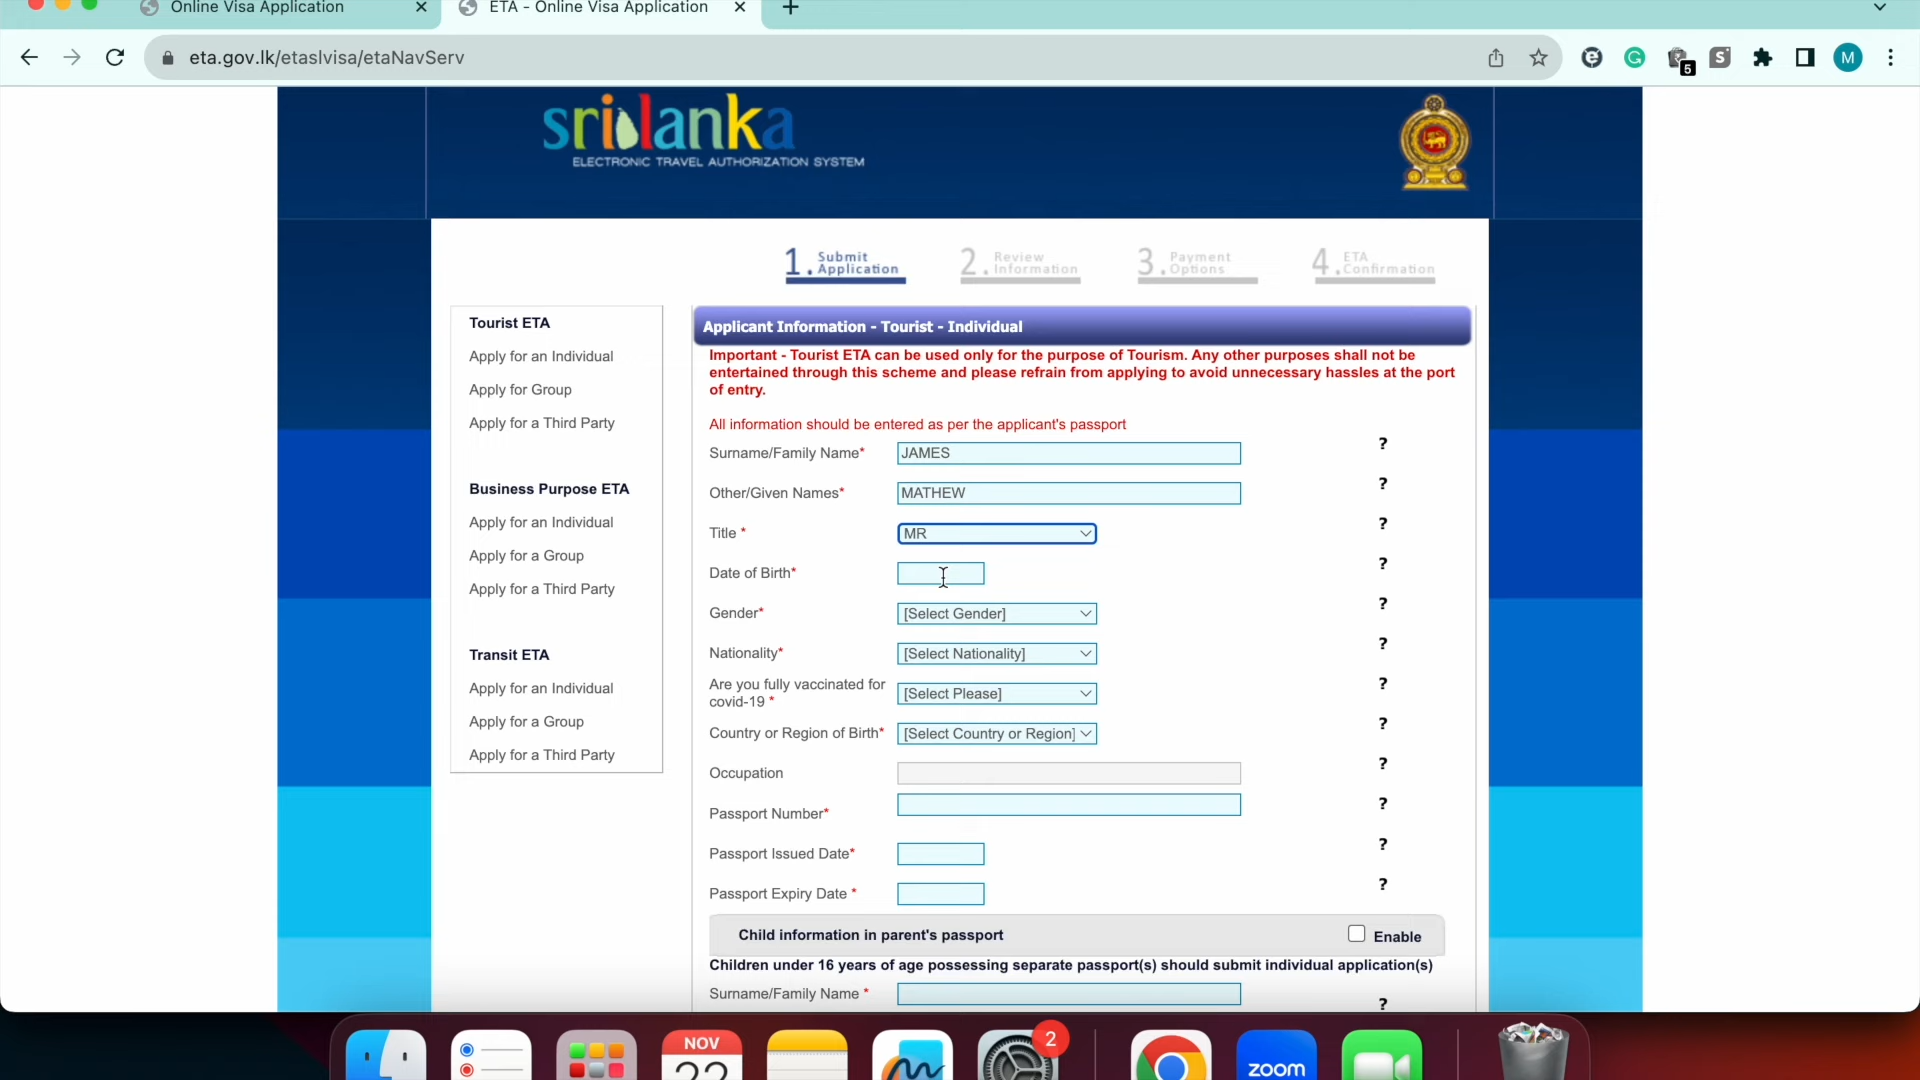 Online Visa Application
ETA - Online Visa Application
eta.gov.lk/etaslvisa/etaNavServ
5
S
G
M
srilanka
ELECTRONIC TRAVEL AUTHORIZATION SYSTEM
1. Submit Application
2. Review Information
3. Payment Options
4. ETA Confirmation
Tourist ETA
Apply for an Individual
Apply for Group
Apply for a Third Party
Business Purpose ETA
Apply for an Individual
Apply for a Group
Apply for a Third Party
Transit ETA
Apply for an Individual
Apply for a Group
Apply for a Third Party
Applicant Information - Tourist - Individual
Important - Tourist ETA can be used only for the purpose of Tourism. Any other purposes shall not be
entertained through this scheme and please refrain from applying to avoid unnecessary hassles at the port
of entry.
All information should be entered as per the applicant's passport
Surname/Family Name* JAMES ?
Other/Given Names* MATHEW ?
Title * MR ?
Date of Birth* ?
Gender* [Select Gender] ?
Nationality* [Select Nationality] ?
Are you fully vaccinated for
covid-19 * [Select Please] ?
Country or Region of Birth* [Select Country or Region] ?
Occupation ?
Passport Number* ?
Passport Issued Date* ?
Passport Expiry Date * ?
Child information in parent's passport Enable
Children under 16 years of age possessing separate passport(s) should submit individual application(s)
Surname/Family Name * ?
NOV
22
2
zoom